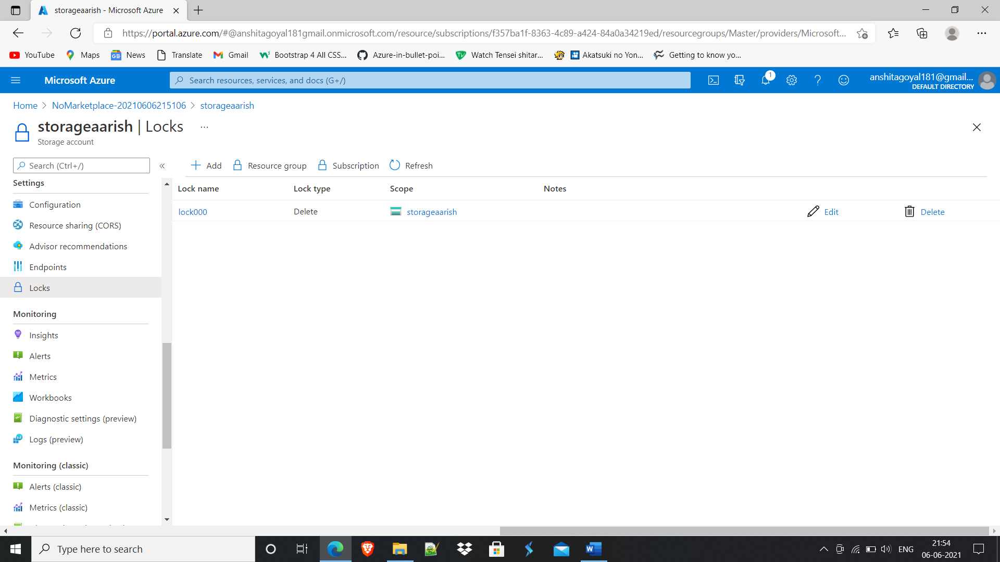 storageaarish - Microsoft Azure
https://portal.azure.com/#@anshitagoyal181gmail.onmicrosoft.com/resource/subscriptions/f357ba1f-8363-4c89-a424-84a0a34219ed/resourcegroups/Master/providers/Microsoft...
YouTube Maps News Translate Gmail Bootstrap 4 All CSS... Azure-in-bullet-poi... Watch Tensei shitar... Akatsuki no Yon... Getting to know yo...
Microsoft Azure
Search resources, services, and docs (G+/)
1
anshitagoyal181@gmail...
DEFAULT DIRECTORY
Home > NoMarketplace-20210606215106 > storageaarish
storageaarish | Locks ...
Storage account
Search (Ctrl+/)
«
Add Resource group Subscription Refresh
Settings
Configuration
Resource sharing (CORS)
Advisor recommendations
Endpoints
Locks
Monitoring
Insights
Alerts
Metrics
Workbooks
Diagnostic settings (preview)
Logs (preview)
Monitoring (classic)
Alerts (classic)
Metrics (classic)
Lock name Lock type Scope Notes
lock000 Delete storageaarish Edit Delete
Type here to search
ENG
21:54
06-06-2021